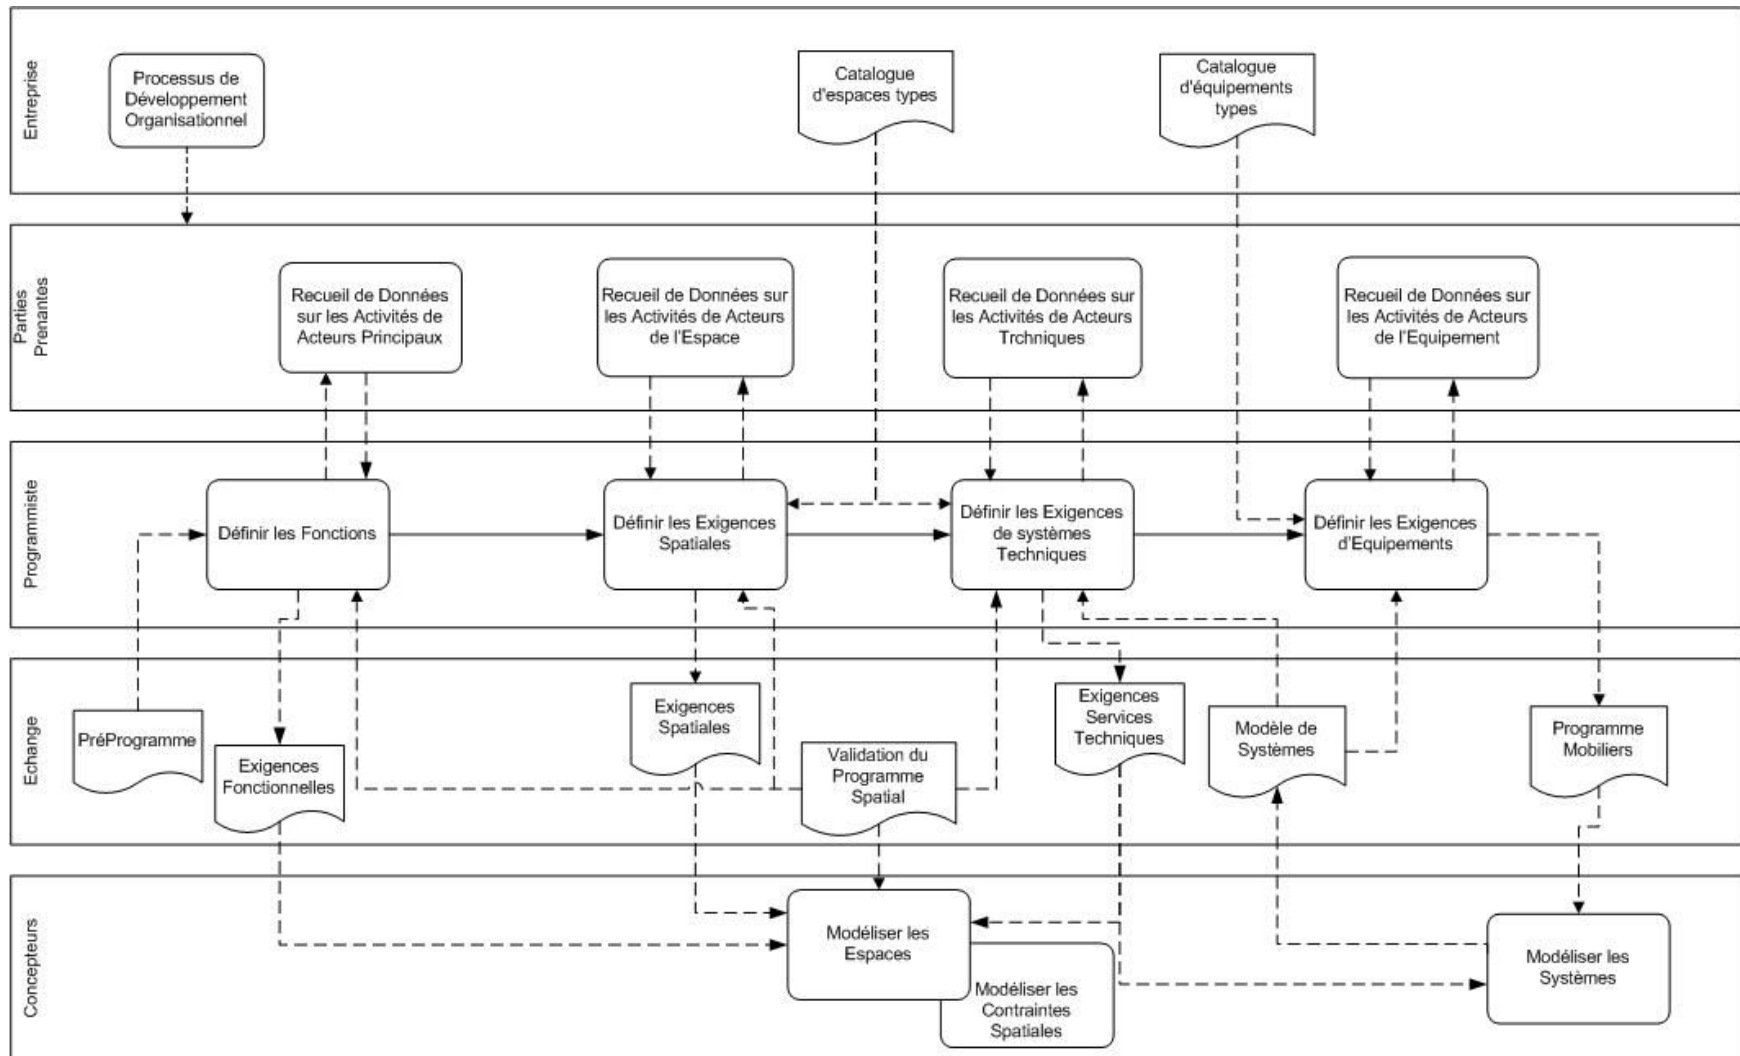 Entreprise
Processus de
Développement
Organisationnel
Catalogue
d'espaces types
Catalogue
d'équipements
types
Parties
Prenantes
Recueil de Données
sur les Activités de
Acteurs Principaux
Recueil de Données sur
les Activités de Acteurs
de l'Espace
Recueil de Données sur
les Activités de Acteurs
Trchniques
Recueil de Données sur
les Activités de Acteurs
de l'Equipement
Programmiste
Définir les Fonctions
Définir les Exigences
Spatiales
Définir les Exigences
de systèmes
Techniques
Définir les Exigences
d'Equipements
Echange
PréProgramme
Exigences
Fonctionnelles
Exigences
Spatiales
Validation du
Programme
Spatial
Exigences
Services
Techniques
Modèle de
Systèmes
Programme
Mobiliers
Concepteurs
Modéliser les
Espaces
Modéliser les
Contraintes
Spatiales
Modéliser les
Systèmes